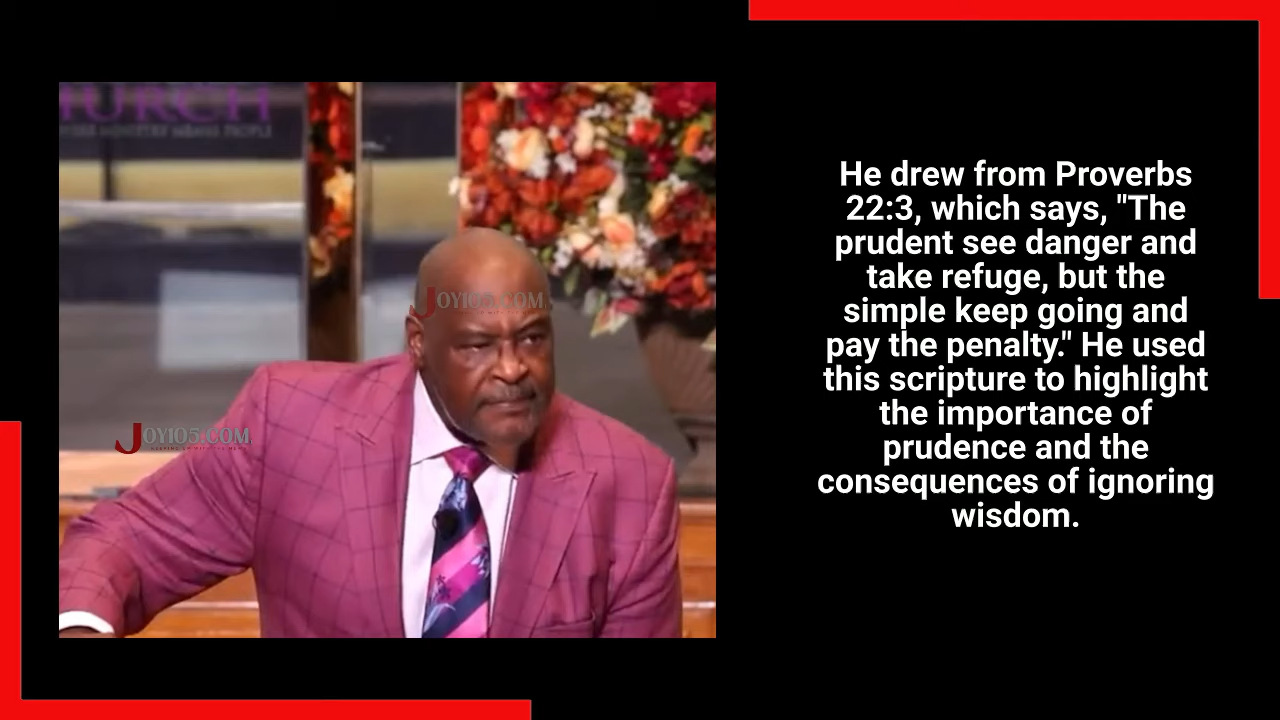 HURCH
JOY105.COM
JOY105.COM
He drew from Proverbs
22:3, which says, "The
prudent see danger and
take refuge, but the
simple keep going and
pay the penalty." He used
this scripture to highlight
the importance of
prudence and the
consequences of ignoring
wisdom.